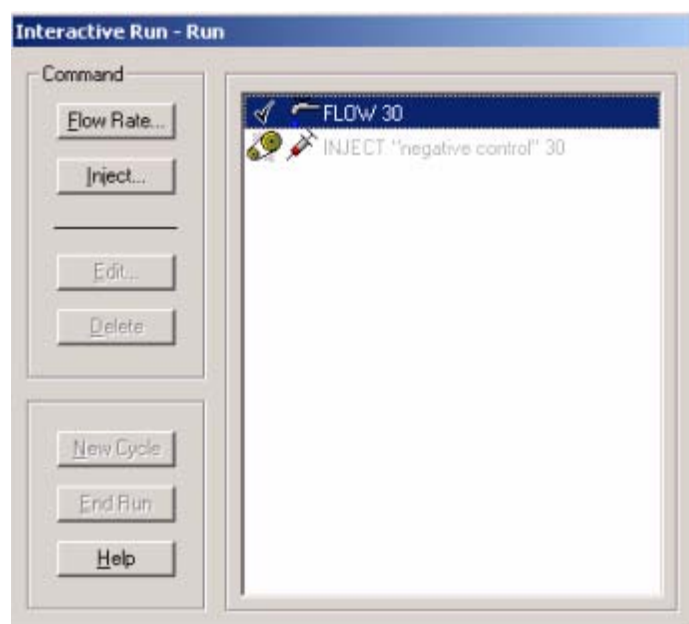 Interactive Run - Run
Command
Flow Rate...
Inject...
Edit...
Delete
New Cycle
End Run
Help
FLOW 30
INJECT "negative control" 30